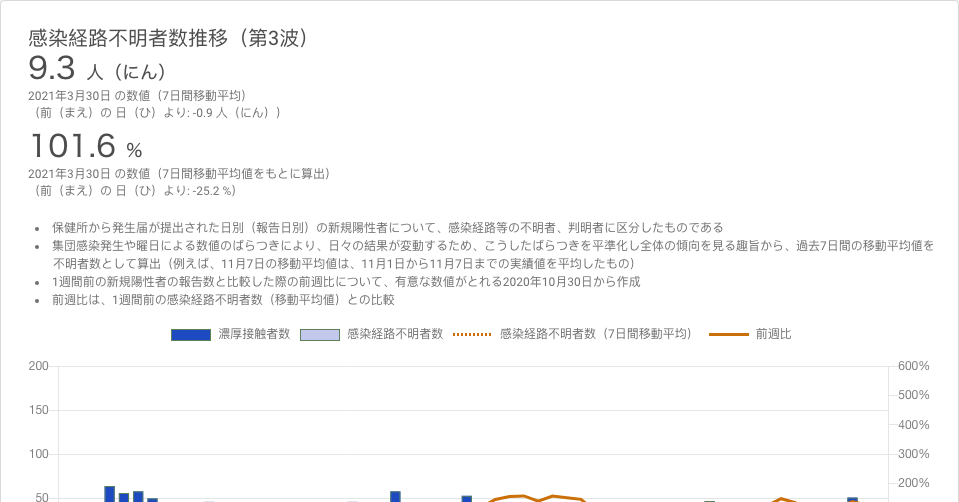 感染経路不明者数推移（第3波）
9.3 人（にん）
2021年3月30日 の数値（7日間移動平均）
（前（まえ）の 日（ひ）より: -0.9 人（にん））
101.6 %
2021年3月30日 の数値（7日間移動平均値をもとに算出）
（前（まえ）の 日（ひ）より: -25.2 %）
• 保健所から発生届が提出された日別（報告日別）の新規陽性者について、感染経路等の不明者、判明者に区分したものである
• 集団感染発生や曜日による数値のばらつきにより、日々の結果が変動するため、こうしたばらつきを平準化し全体の傾向を見る趣旨から、過去7日間の移動平均値を
不明者数として算出（例えば、11月7日の移動平均値は、11月1日から11月7日までの実績値を平均したもの）
• 1週間前の新規陽性者の報告数と比較した際の前週比について、有意な数値がとれる2020年10月30日から作成
• 前週比は、1週間前の感染経路不明者数（移動平均値）との比較
濃厚接触者数 感染経路不明者数 感染経路不明者数（7日間移動平均） 前週比
200 600%
500%
150
400%
100 300%
200%
50